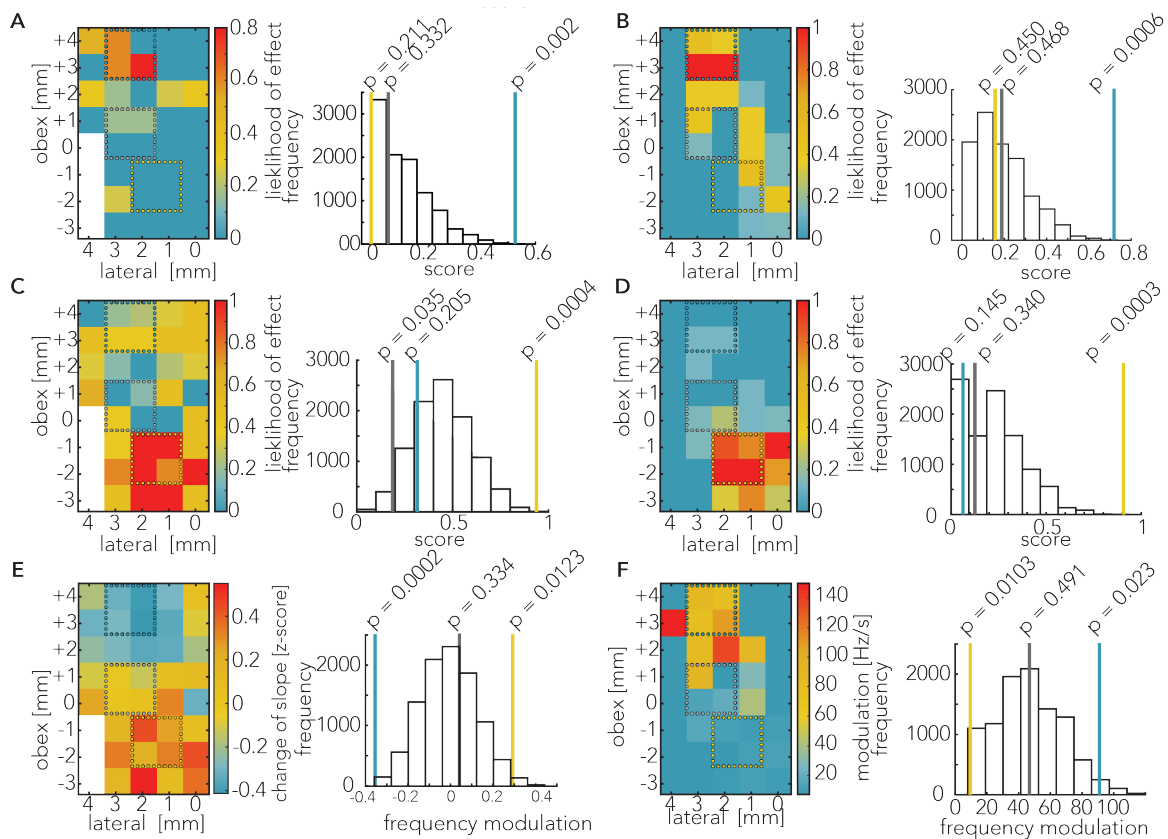 A
obex [mm]
+4
+3
+2
+1
0
-1
-2
-3
4 3 2 1 0
lateral [mm]
0.8
0.6
0.4
0.2
0
lieklihood of effect
frequency
3000
2000
1000
00
0.2 0.4 0.6
score
p = 0.211
p = 0.332
p = 0.002
B
obex [mm]
+4
+3
+2
+1
0
-1
-2
-3
4 3 2 1 0
lateral [mm]
1
0.8
0.6
0.4
0.2
0
lieklihood of effect
frequency
3000
2000
1000
0
0 0.2 0.4 0.6 0.8
score
p = 0.450
p = 0.468
p = 0.0006
C
obex [mm]
+4
+3
+2
+1
0
-1
-2
-3
4 3 2 1 0
lateral [mm]
1
0.8
0.6
0.4
0.2
0
lieklihood of effect
frequency
3000
2000
1000
0
0 0.5 1
score
p = 0.035
p = 0.205
p = 0.0004
D
obex [mm]
+4
+3
+2
+1
0
-1
-2
-3
4 3 2 1 0
lateral [mm]
1
0.8
0.6
0.4
0.2
0
lieklihood of effect
frequency
3000
2000
1000
0
0 0.5 1
score
p = 0.145
p = 0.340
p = 0.0003
E
obex [mm]
+4
+3
+2
+1
0
-1
-2
-3
4 3 2 1 0
lateral [mm]
0.4
0.2
0
-0.2
-0.4
change of slope [z-score]
frequency
2000
1000
0
-0.4 -0.2 0 0.2 0.4
frequency modulation
p = 0.0002
p = 0.334
p = 0.0123
F
obex [mm]
+4
+3
+2
+1
0
-1
-2
-3
4 3 2 1 0
lateral [mm]
140
120
100
80
60
40
20
modulation [Hz/s]
frequency
2000
1000
0
0 20 40 60 80 100
frequency modulation
p = 0.0103
p = 0.491
p = 0.023